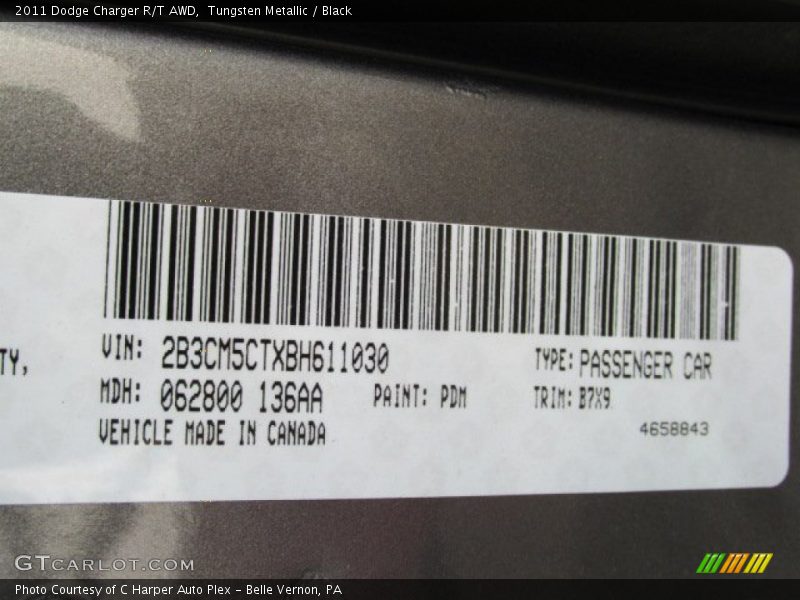 2011 Dodge Charger R/T AWD, Tungsten Metallic / Black
TY,
VIN: 2B3CM5CTXBH611030 TYPE: PASSENGER CAR
MDH: 062800 136AA PAINT: PDM TRIM: B7X9
VEHICLE MADE IN CANADA 4658843
GTCARLOT.COM
Photo Courtesy of C Harper Auto Plex - Belle Vernon, PA